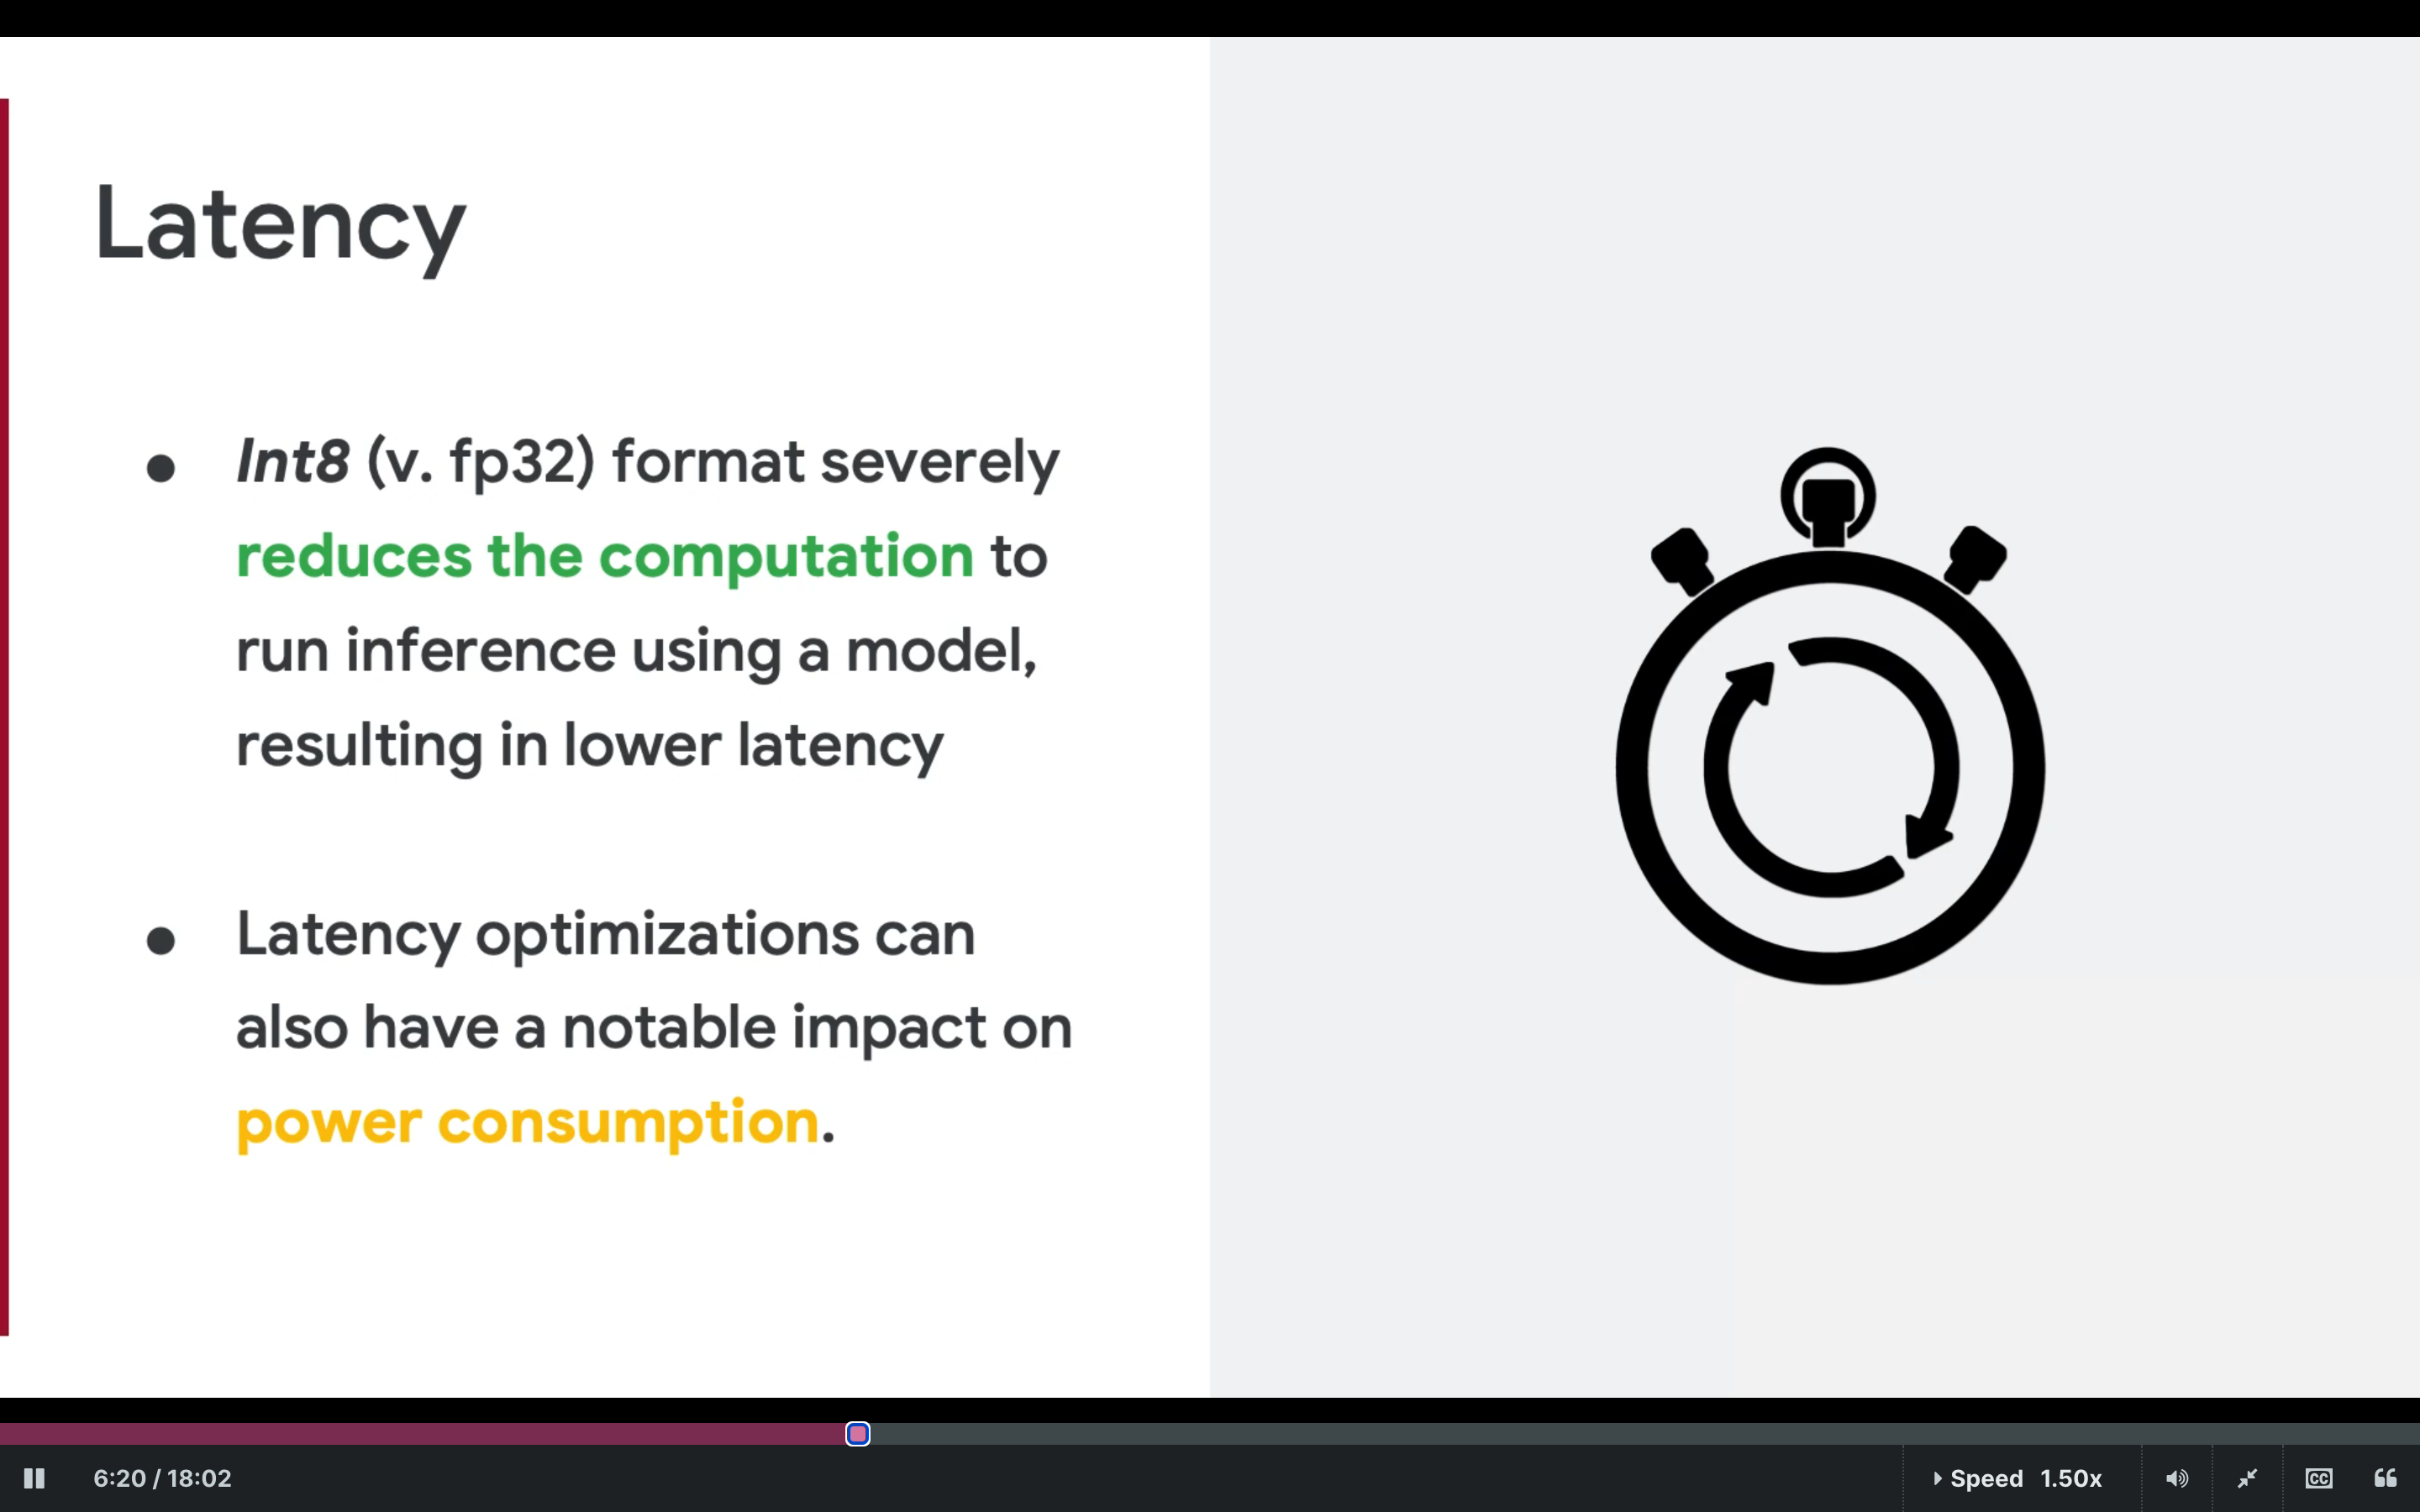 Latency
● Int8 (v. fp32) format severely
reduces the computation to
run inference using a model,
resulting in lower latency
● Latency optimizations can
also have a notable impact on
power consumption.
6:20 / 18:02
Speed 1.50x
CC